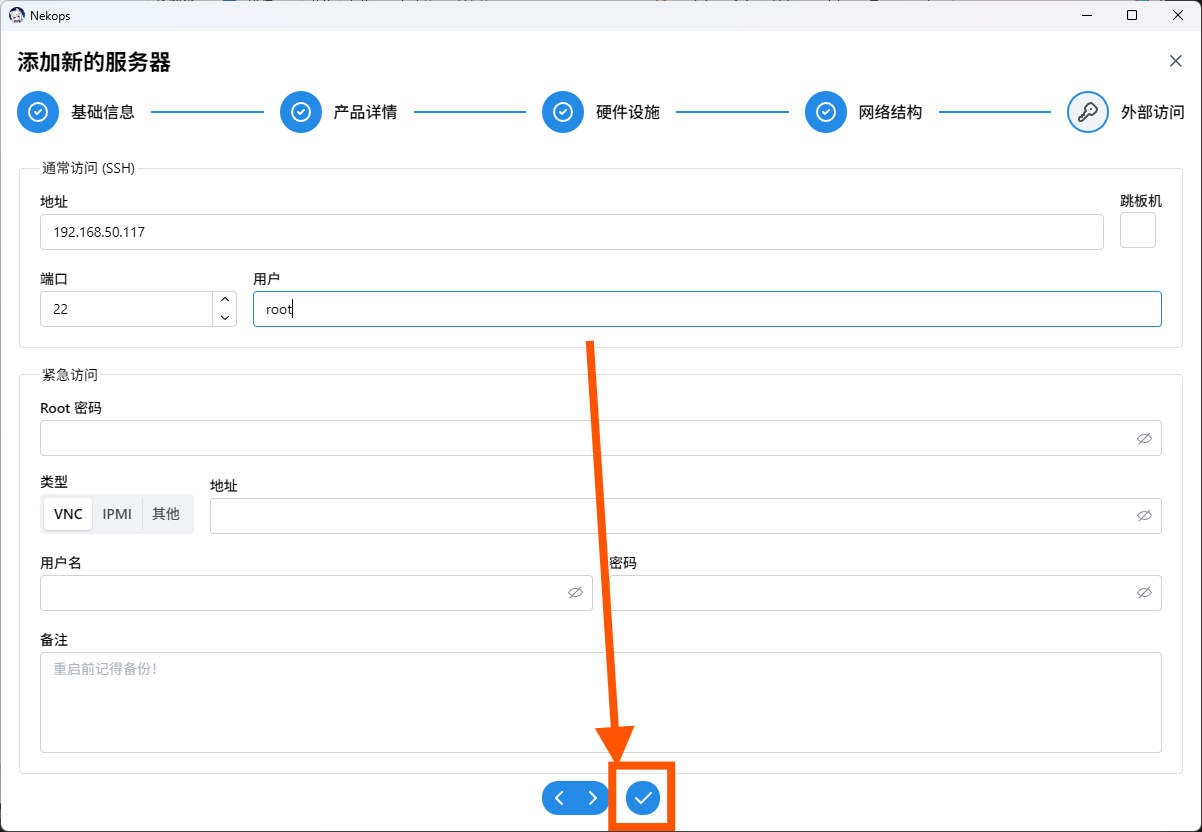 Nekops
添加新的服务器
基础信息 产品详情 硬件设施 网络结构 外部访问
通常访问 (SSH)
地址 跳板机
192.168.50.117
端口 用户
22 root
紧急访问
Root 密码
类型 地址
VNC IPMI 其他
用户名 密码
备注
重启前记得备份!